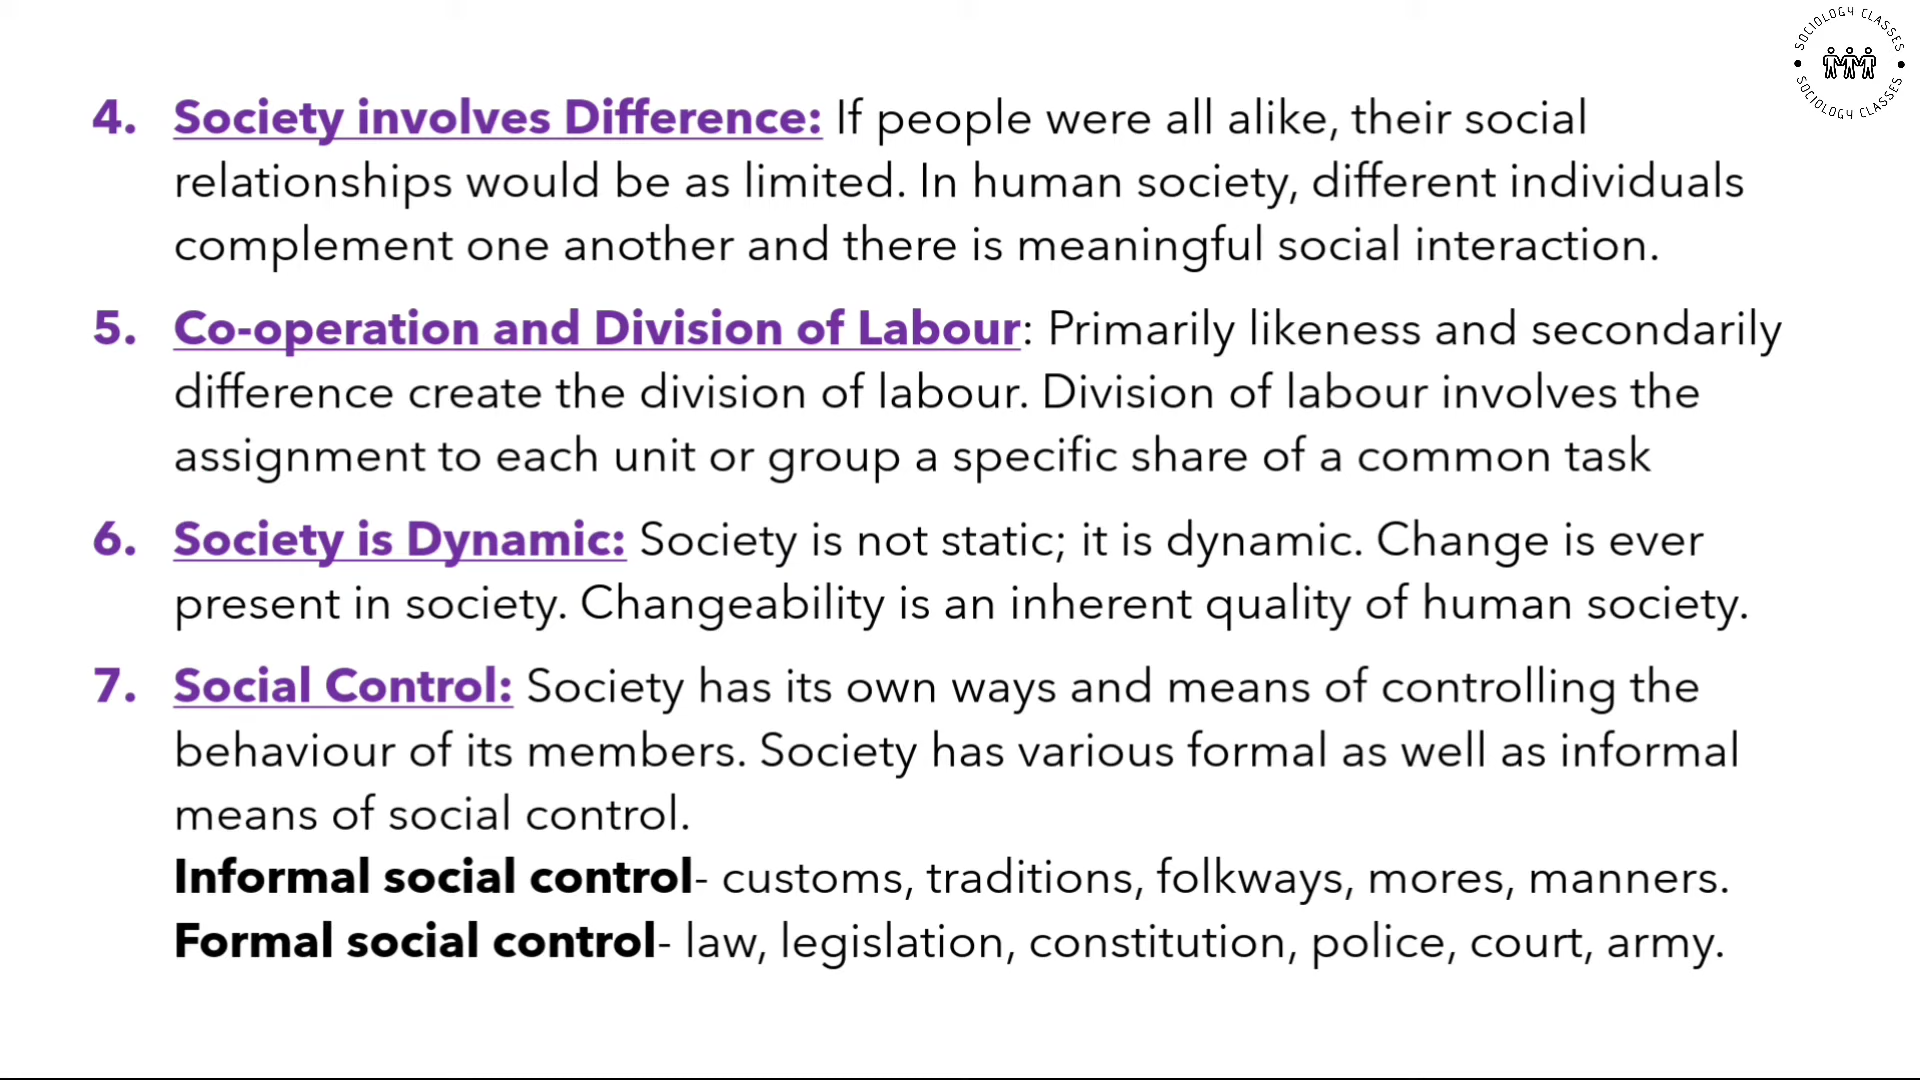 SOCIOLOGY CLASSES
SOCIOLOGY CLASSES
4. Society involves Difference: If people were all alike, their social
relationships would be as limited. In human society, different individuals
complement one another and there is meaningful social interaction.
5. Co-operation and Division of Labour: Primarily likeness and secondarily
difference create the division of labour. Division of labour involves the
assignment to each unit or group a specific share of a common task
6. Society is Dynamic: Society is not static; it is dynamic. Change is ever
present in society. Changeability is an inherent quality of human society.
7. Social Control: Society has its own ways and means of controlling the
behaviour of its members. Society has various formal as well as informal
means of social control.
Informal social control- customs, traditions, folkways, mores, manners.
Formal social control- law, legislation, constitution, police, court, army.